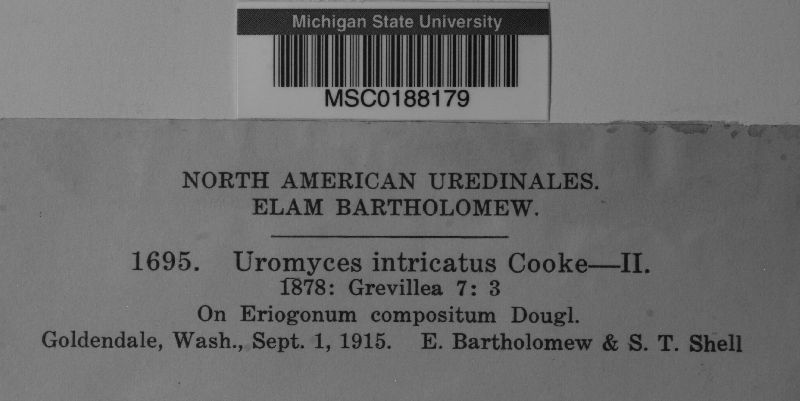 Michigan State University
MSC0188179
NORTH AMERICAN UREDINALES.
ELAM BARTHOLOMEW.
1695. Uromyces intricatus Cooke—II.
1878: Grevillea 7: 3
On Eriogonum compositum Dougl.
Goldendale, Wash., Sept. 1, 1915. E. Bartholomew & S. T. Shell